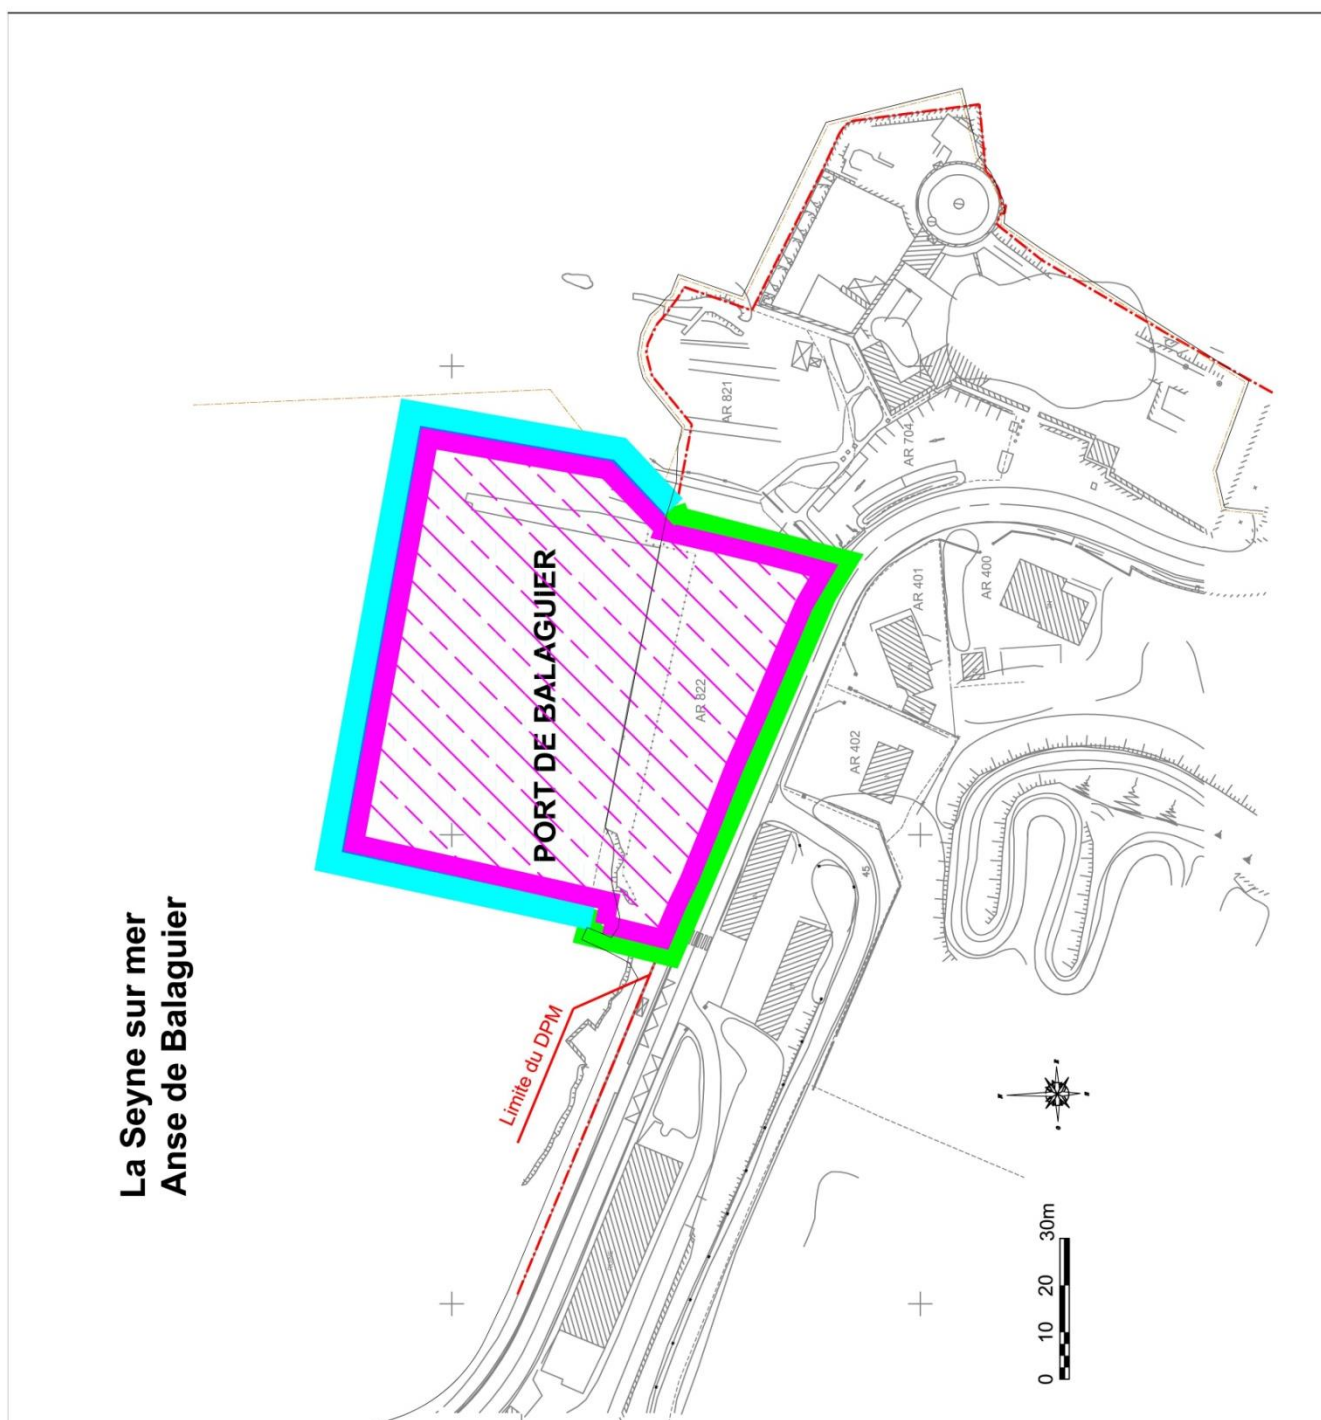 La Seyne sur mer
Anse de Balaguier
PORT DE BALAGUIER
Limite du DPM
AR 821
AR 704
AR 822
AR 401
AR 400
AR 402
45
0 10 20 30m